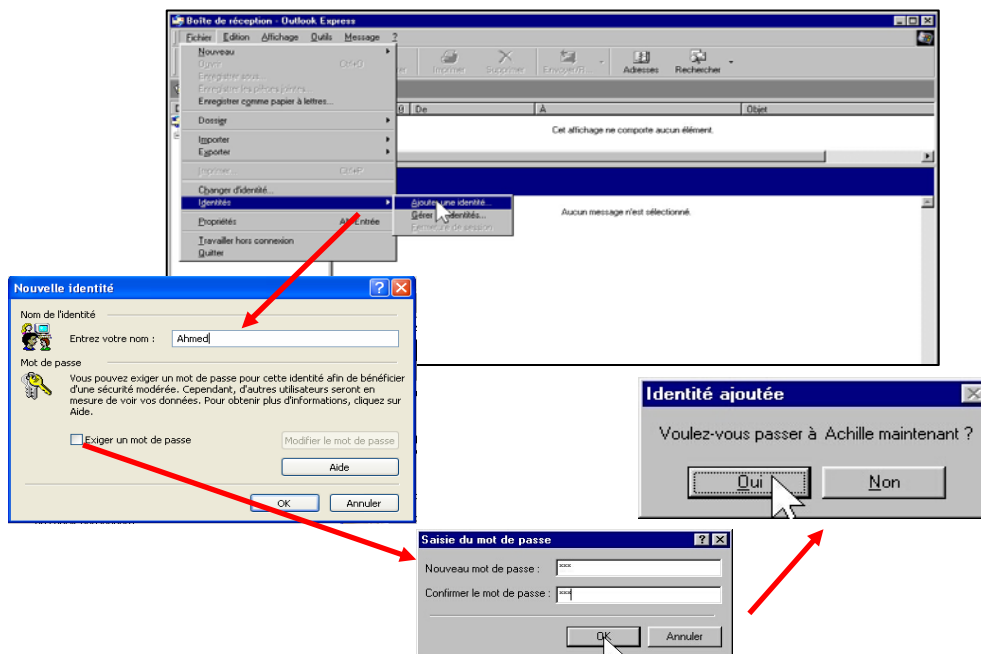 Boîte de réception - Outlook Express
Fichier Edition Affichage Outils Message ?
Nouveau
Ouvrir Ctrl+O
Enregistrer sous...
Enregistrer les pièces jointes...
Enregistrer comme papier à lettres...
Dossier
Importer
Exporter
Imprimer... Ctrl+P
Changer d'identité...
Identités
Propriétés Alt+Entrée
Travailler hors connexion
Quitter
Imprimer Supprimer Envoyer/R... Adresses Rechercher
De À Objet
Cet affichage ne comporte aucun élément.
Ajouter une identité...
Gérer identités...
Fermeture de session
Aucun message n'est sélectionné.
Nouvelle identité
Nom de l'identité
Entrez votre nom : Ahmed
Mot de passe
Vous pouvez exiger un mot de passe pour cette identité afin de bénéficier
d'une sécurité modérée. Cependant, d'autres utilisateurs seront en
mesure de voir vos données. Pour obtenir plus d'informations, cliquez sur
Aide.
Exiger un mot de passe Modifier le mot de passe
Aide
OK Annuler
Identité ajoutée
Voulez-vous passer à Achille maintenant ?
Oui Non
Saisie du mot de passe
Nouveau mot de passe : ***
Confirmer le mot de passe : ***
OK Annuler